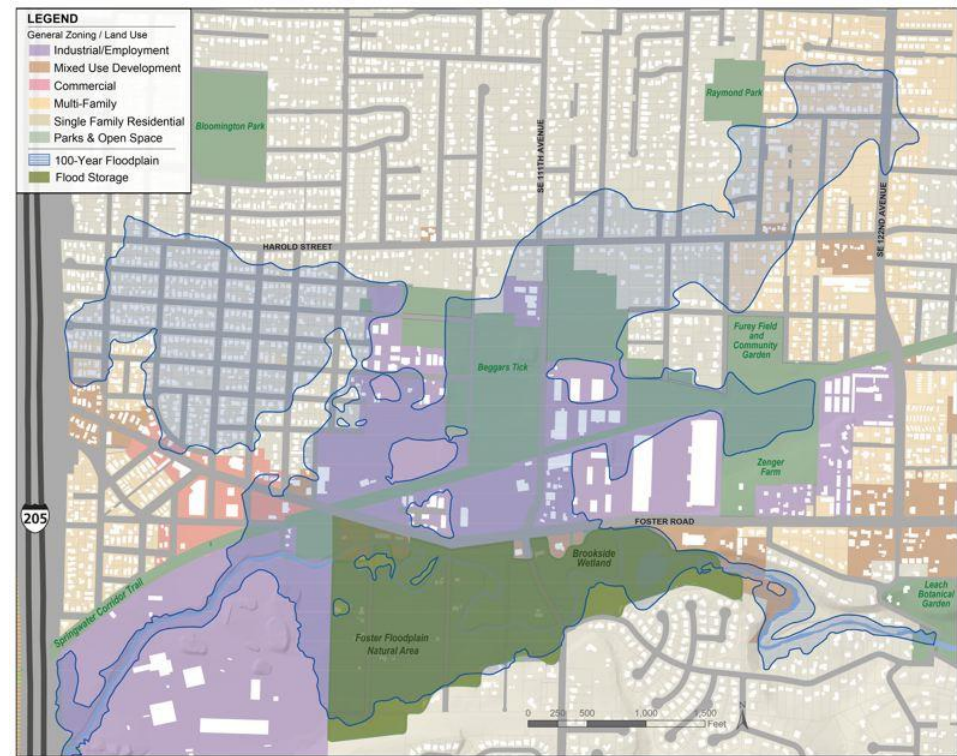 LEGEND
General Zoning / Land Use
Industrial/Employment
Mixed Use Development
Commercial
Multi-Family
Single Family Residential
Parks & Open Space
100-Year Floodplain
Flood Storage
Bloomington Park
Raymond Park
SE 111TH AVENUE
SE 122ND AVENUE
HAROLD STREET
Furey Field
and
Community
Garden
Beggars Tick
Zenger
Farm
205
FOSTER ROAD
Brookside
Wetland
Leach
Botanical
Garden
Springwater Corridor Trail
Foster Floodplain
Natural Area
0 250 500 1,000 1,500
Feet
N